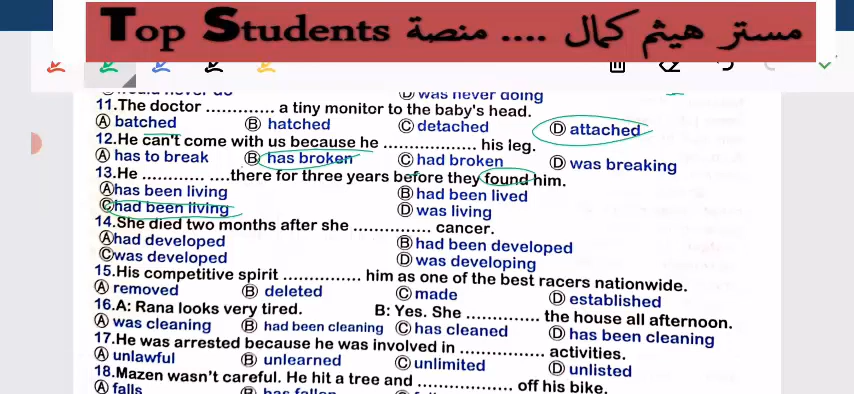 Top Students مستر هيثم كمال .... منصة
D was never doing
11.The doctor ............. a tiny monitor to the baby's head.
A batched B hatched C detached D attached
12.He can't come with us because he ................. his leg.
A has to break B has broken C had broken D was breaking
13.He ............ ....there for three years before they found him.
A has been living B had been lived
C had been living D was living
14.She died two months after she .............. cancer.
A had developed B had been developed
C was developed D was developing
15.His competitive spirit .............. him as one of the best racers nationwide.
A removed B deleted C made D established
16.A: Rana looks very tired. B: Yes. She ............. the house all afternoon.
A was cleaning B had been cleaning C has cleaned D has been cleaning
17.He was arrested because he was involved in ................ activities.
A unlawful B unlearned C unlimited D unlisted
18.Mazen wasn't careful. He hit a tree and ................. off his bike.
A falls B has fallen